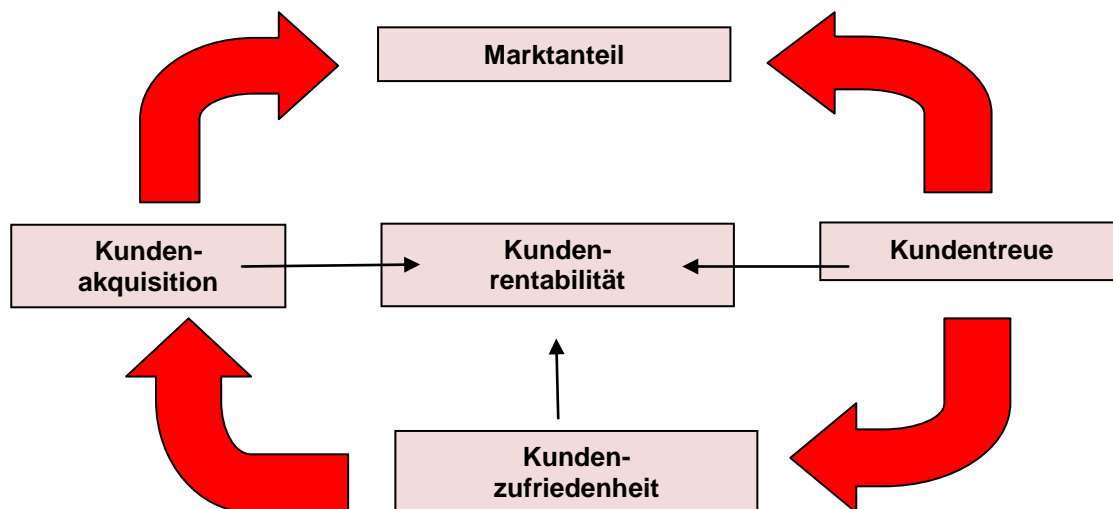 Marktanteil
Kunden-
akquisition
Kunden-
rentabilität
Kundentreue
Kunden-
zufriedenheit